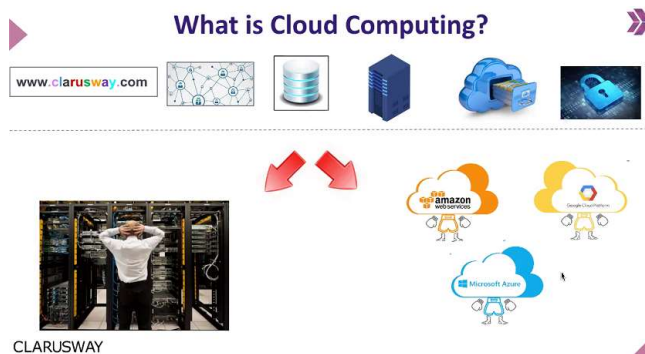 What is Cloud Computing?
www.clarusway.com
amazon
web services
Google Cloud Platform
Microsoft Azure
CLARUSWAY